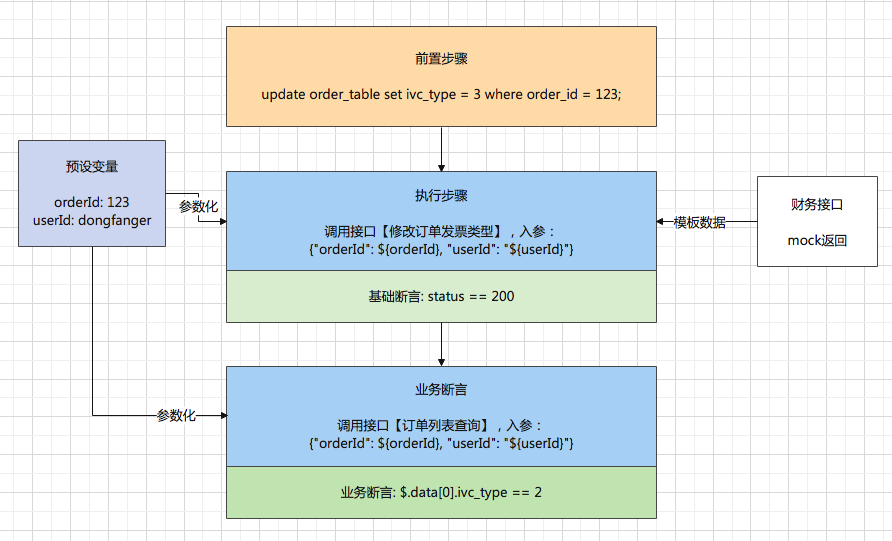 前置步骤
update order_table set ivc_type = 3 where order_id = 123;
预设变量
orderId: 123
userId: dongfanger
参数化
执行步骤
调用接口【修改订单发票类型】，入参：
{"orderId": ${orderId}, "userId": "${userId}"}
基础断言: status == 200
模板数据
财务接口
mock返回
参数化
业务断言
调用接口【订单列表查询】，入参：
{"orderId": ${orderId}, "userId": "${userId}"}
业务断言: $.data[0].ivc_type == 2